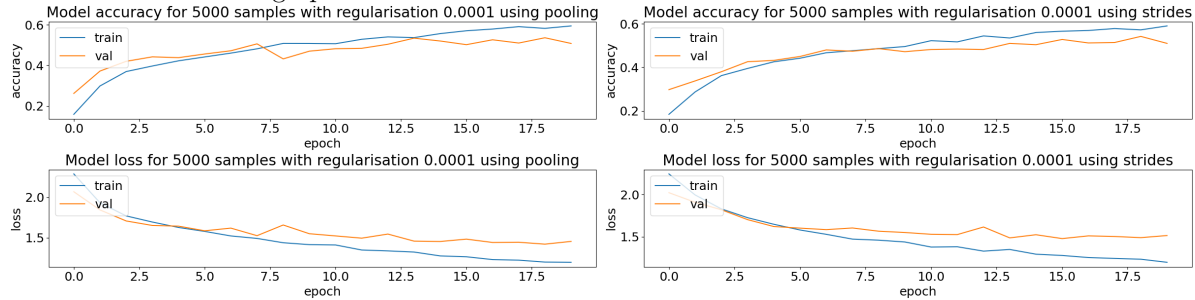 Model accuracy for 5000 samples with regularisation 0.0001 using pooling
0.6
0.4
0.2
accuracy
train
val
0.0 2.5 5.0 7.5 10.0 12.5 15.0 17.5
epoch
Model accuracy for 5000 samples with regularisation 0.0001 using strides
0.6
0.4
0.2
accuracy
train
val
0.0 2.5 5.0 7.5 10.0 12.5 15.0 17.5
epoch
Model loss for 5000 samples with regularisation 0.0001 using pooling
2.0
1.5
loss
train
val
0.0 2.5 5.0 7.5 10.0 12.5 15.0 17.5
epoch
Model loss for 5000 samples with regularisation 0.0001 using strides
2.0
1.5
loss
train
val
0.0 2.5 5.0 7.5 10.0 12.5 15.0 17.5
epoch